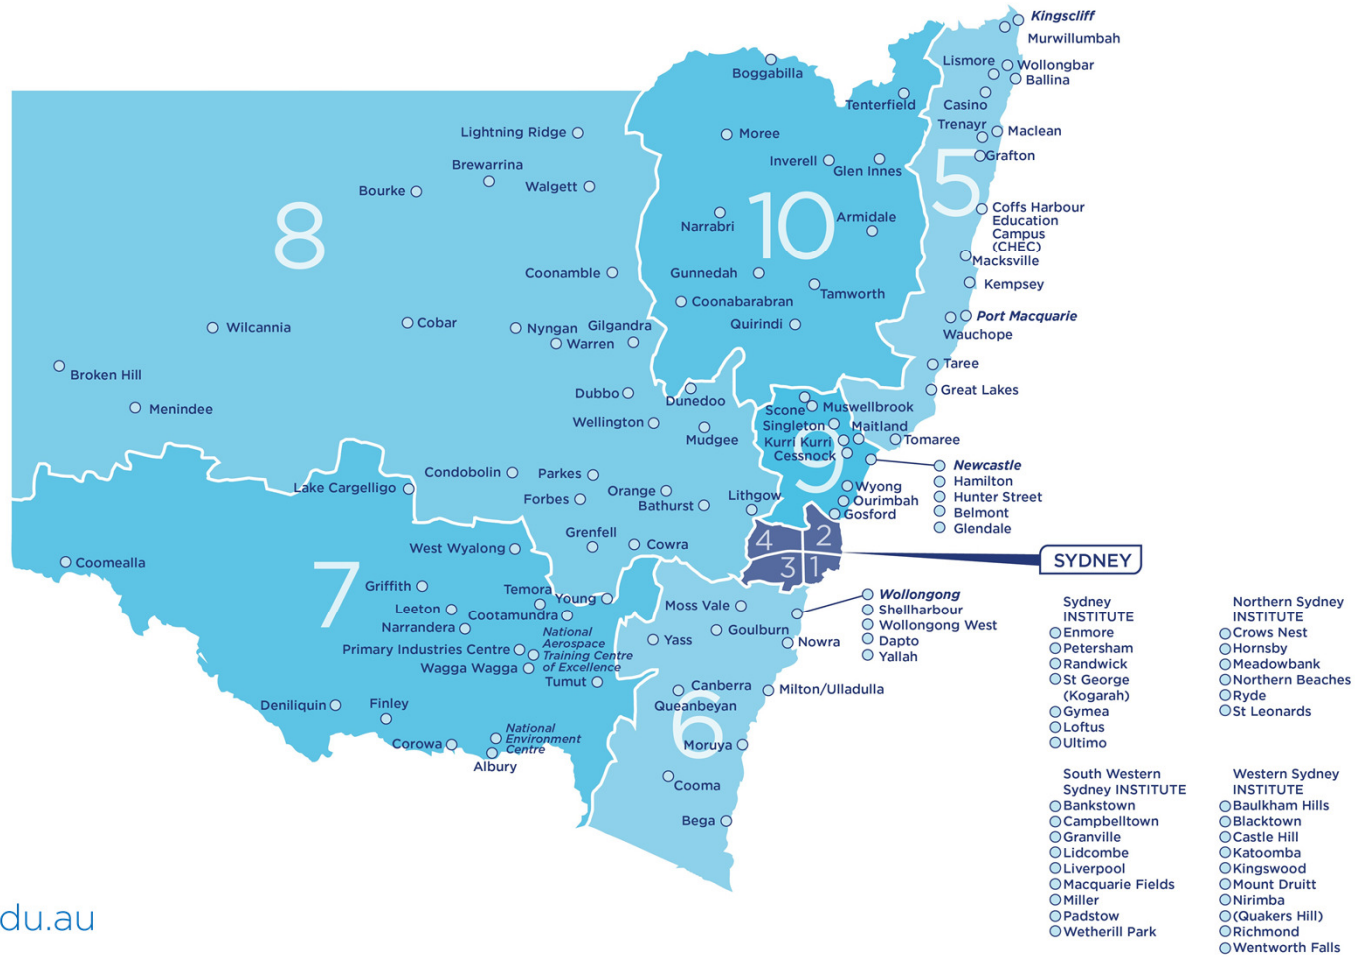 Kingscliff
Murwillumbah
Lismore
Wollongbar
Ballina
Boggabilla
Tenterfield
Casino
Trenayr
Maclean
Lightning Ridge
Moree
Grafton
Brewarrina
Inverell
Glen Innes
5
Bourke
Walgett
8
10
Coffs Harbour
Education
Campus
(CHEC)
Narrabri
Armidale
Macksville
Coonamble
Gunnedah
Kempsey
Tamworth
Coonabarabran
Wilcannia
Cobar
Nyngan
Gilgandra
Quirindi
Port Macquarie
Wauchope
Warren
Broken Hill
Taree
Menindee
Dubbo
Dunedoo
Great Lakes
Scone
Muswellbrook
Wellington
Singleton
Maitland
Mudgee
Kurri Kurri
Tomaree
Cessnock
9
Newcastle
Hamilton
Hunter Street
Belmont
Glendale
Condobolin
Parkes
Lake Cargelligo
Orange
Wyong
Forbes
Lithgow
Ourimbah
Bathurst
Gosford
Grenfell
4
2
West Wyalong
Cowra
3
1
SYDNEY
Coomealla
7
Griffith
Temora
Young
Leeton
Cootamundra
Moss Vale
Narrandera
Goulburn
Wollongong
Shellharbour
Wollongong West
Dapto
Yallah
National
Aerospace
Training Centre
of Excellence
Primary Industries Centre
Yass
Nowra
Wagga Wagga
Tumut
Canberra
Queanbeyan
Milton/Ulladulla
6
Deniliquin
Finley
National
Environment
Centre
Corowa
Moruya
Albury
Cooma
Bega
Sydney
INSTITUTE
Enmore
Petersham
Randwick
St George
(Kogarah)
Gymea
Loftus
Ultimo
Northern Sydney
INSTITUTE
Crows Nest
Hornsby
Meadowbank
Northern Beaches
Ryde
St Leonards
South Western
Sydney INSTITUTE
Bankstown
Campbelltown
Granville
Lidcombe
Liverpool
Macquarie Fields
Miller
Padstow
Wetherill Park
Western Sydney
INSTITUTE
Baulkham Hills
Blacktown
Castle Hill
Katoomba
Kingswood
Mount Druitt
Nirimba
(Quakers Hill)
Richmond
Wentworth Falls
du.au